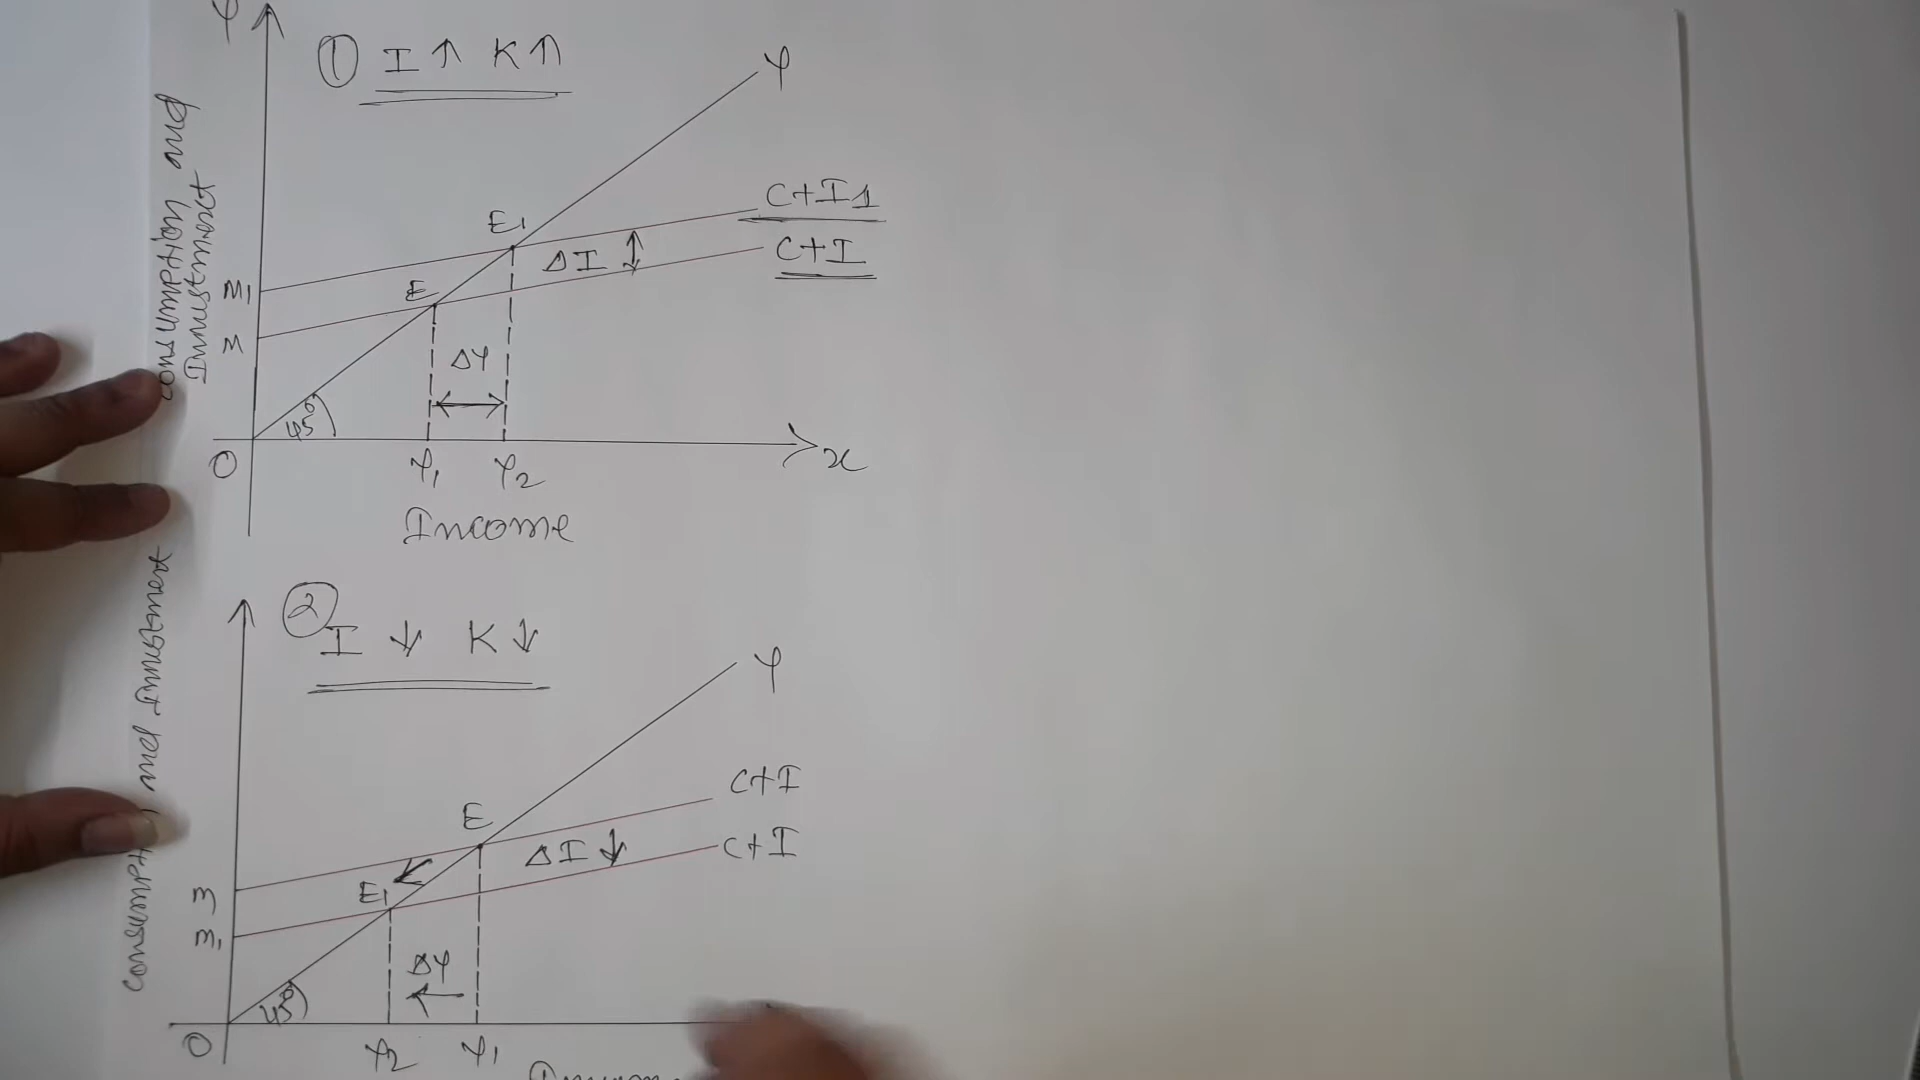 Y
① I ↑ K ↑
Y
Consumption and
Investment
C+I1
C+I
E1
ΔI
E
M1
M
ΔY
45°
O
Y1
Y2
x
Income
②
I ↓ K ↓
Y
and Investment
C+I
E
ΔI ↓
C+I
E1
M
M1
ΔY
45°
O
Y2
Y1